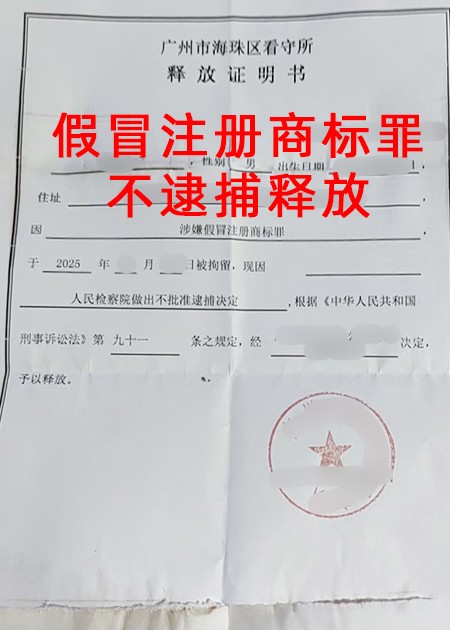 广州市海珠区看守所
释放证明书
假冒注册商标罪
，性别 男 出生日期
不逮捕释放
住址
因 涉嫌假冒注册商标罪
于 2025 年 月 日被拘留，现因
人民检察院做出不批准逮捕决定，根据《中华人民共和国
刑事诉讼法》第 九十一 条之规定，经 决定，
予以释放。